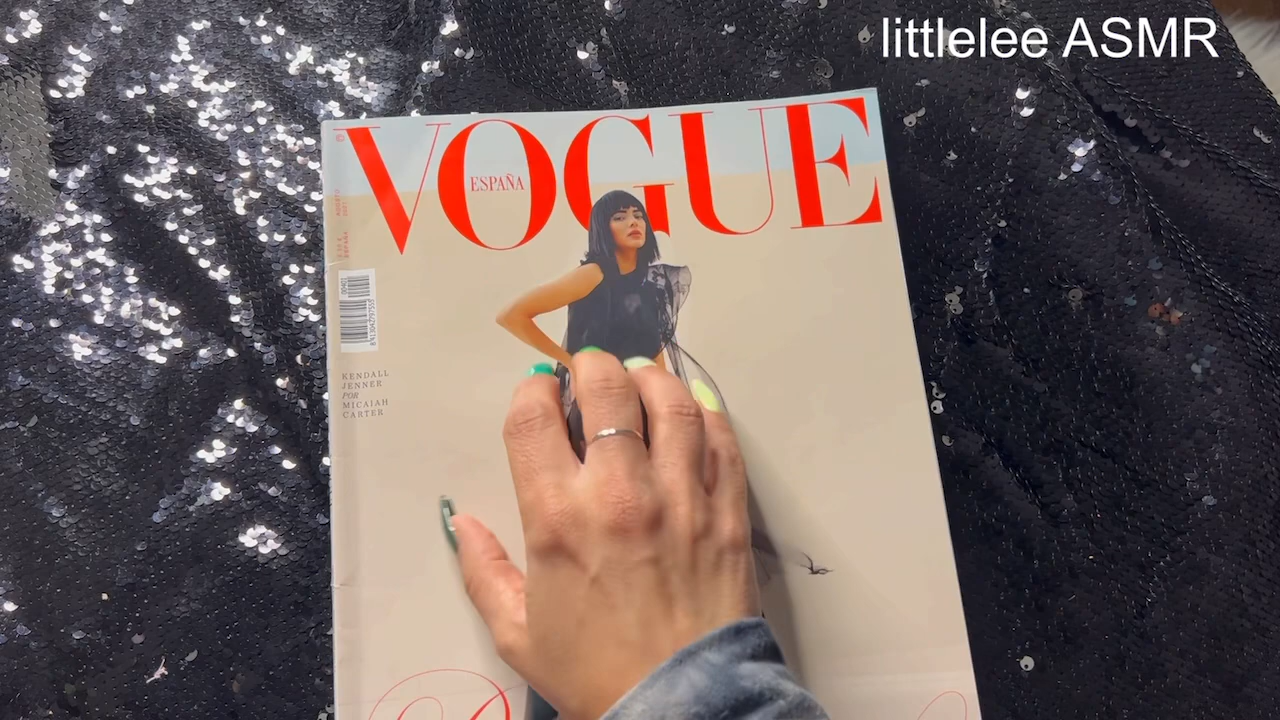 littlelee ASMR
VOGUE
ESPAÑA
KENDALL
JENNER
POR
MICAIAH
CARTER